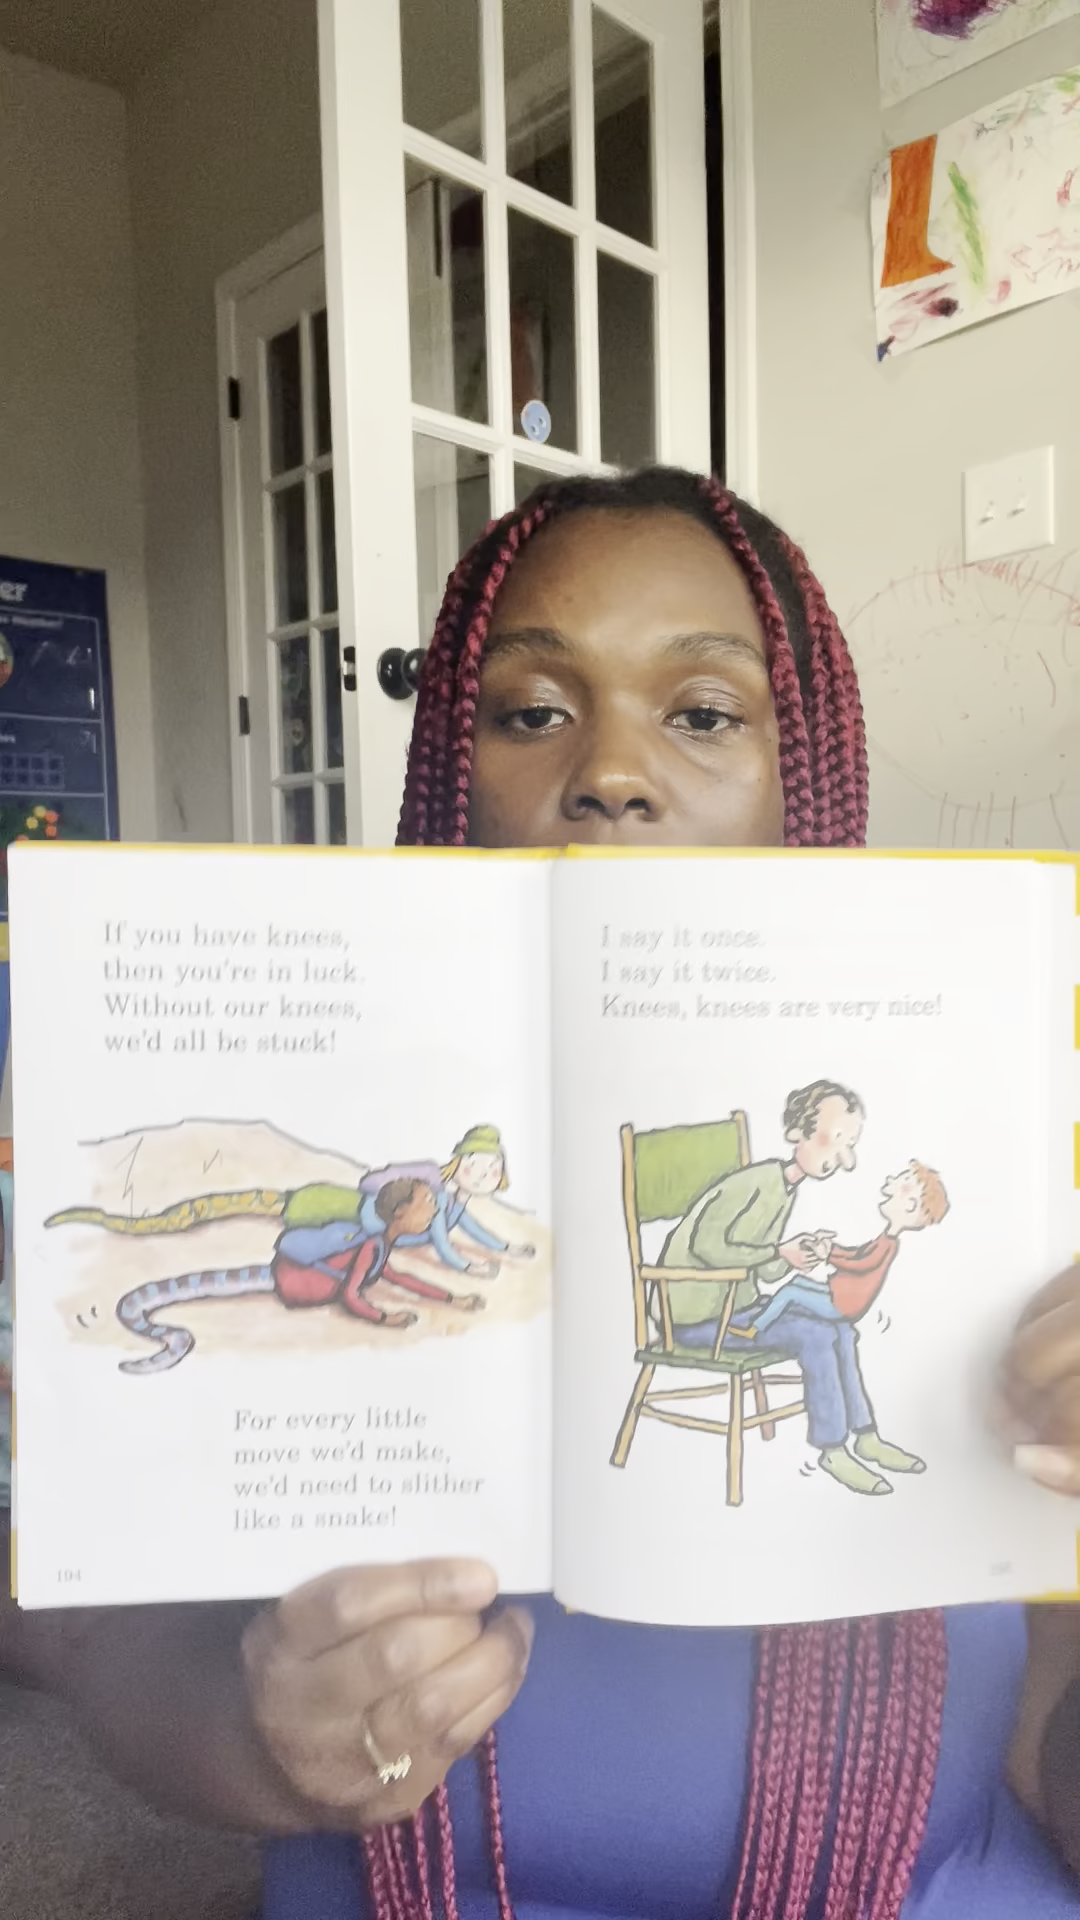 If you have knees,
then you're in luck.
Without our knees,
we'd all be stuck!
For every little
move we'd make,
we'd need to slither
like a snake!
194
I say it once.
I say it twice.
Knees, knees are very nice!